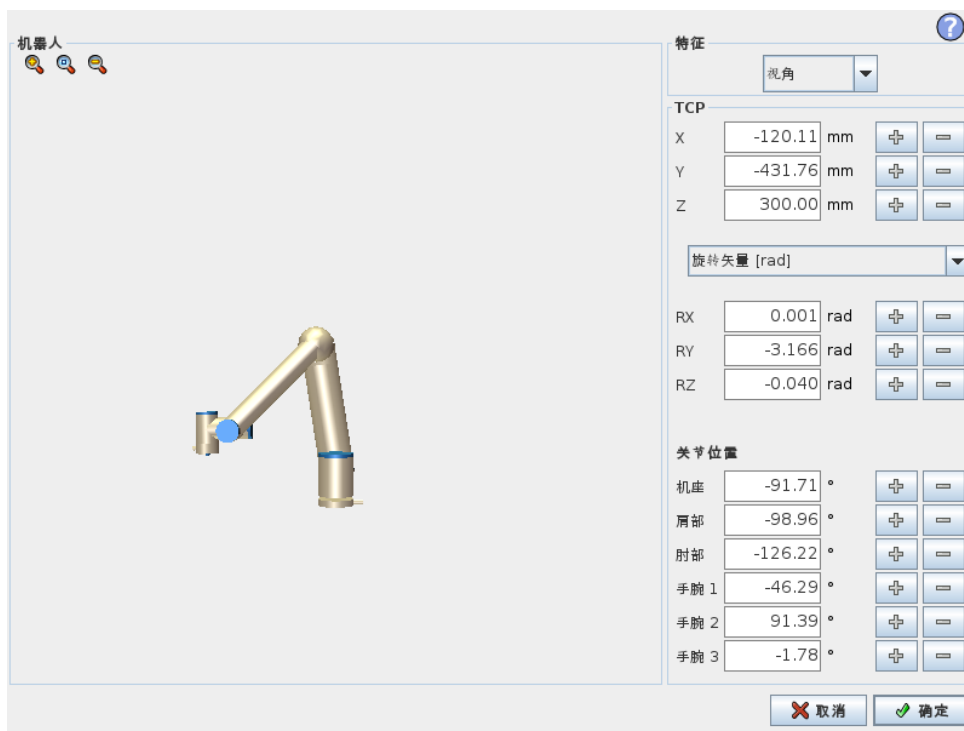 ?
机器人
特征
视角
TCP
X -120.11 mm
Y -431.76 mm
Z 300.00 mm
旋转矢量 [rad]
RX 0.001 rad
RY -3.166 rad
RZ -0.040 rad
关节位置
机座 -91.71 °
肩部 -98.96 °
肘部 -126.22 °
手腕 1 -46.29 °
手腕 2 91.39 °
手腕 3 -1.78 °
取消 确定